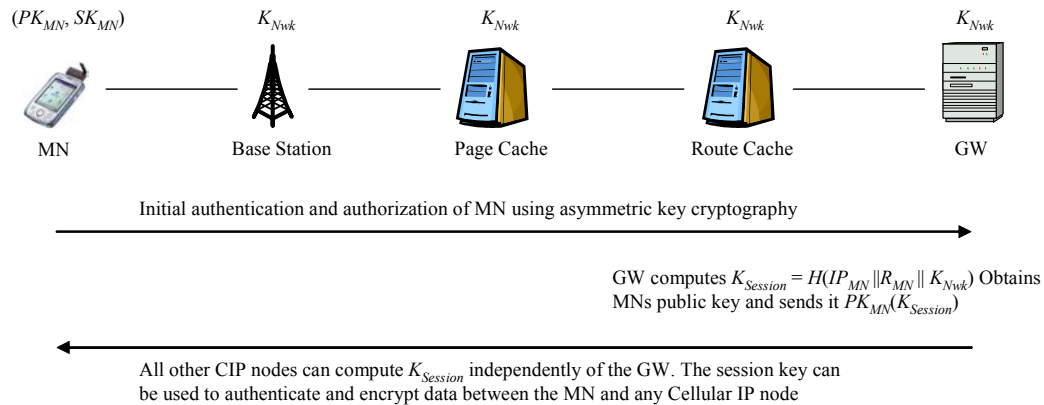 (PK_MN, SK_MN) K_Nwk K_Nwk K_Nwk K_Nwk
MN Base Station Page Cache Route Cache GW
Initial authentication and authorization of MN using asymmetric key cryptography
GW computes K_Session = H(IP_MN || R_MN || K_Nwk) Obtains
MNs public key and sends it PK_MN(K_Session)
All other CIP nodes can compute K_Session independently of the GW. The session key can
be used to authenticate and encrypt data between the MN and any Cellular IP node